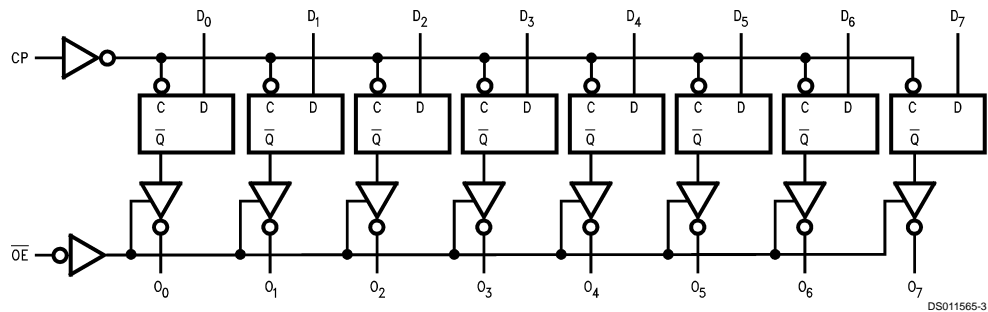 D₀ D₁ D₂ D₃ D₄ D₅ D₆ D₇
CP
C D C D C D C D C D C D C D C D
Q̅ Q̅ Q̅ Q̅ Q̅ Q̅ Q̅ Q̅
O̅E̅
O₀ O₁ O₂ O₃ O₄ O₅ O₆ O₇
DS011565-3